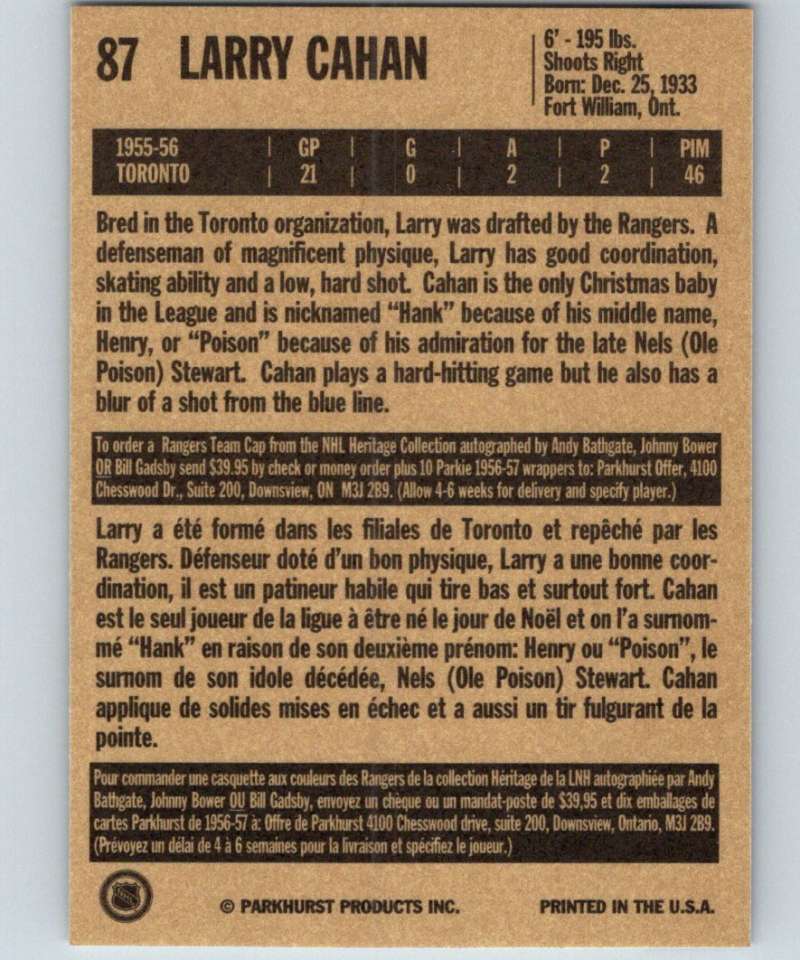 87 LARRY CAHAN
6' - 195 lbs.
Shoots Right
Born: Dec. 25, 1933
Fort William, Ont.
1955-56 | GP | G | A | P | PIM
TORONTO | 21 | 0 | 2 | 2 | 46
Bred in the Toronto organization, Larry was drafted by the Rangers. A
defenseman of magnificent physique, Larry has good coordination,
skating ability and a low, hard shot. Cahan is the only Christmas baby
in the League and is nicknamed “Hank” because of his middle name,
Henry, or “Poison” because of his admiration for the late Nels (Ole
Poison) Stewart. Cahan plays a hard-hitting game but he also has a
blur of a shot from the blue line.
To order a Rangers Team Cap from the NHL Heritage Collection autographed by Andy Bathgate, Johnny Bower
OR Bill Gadsby send $39.95 by check or money order plus 10 Parkie 1956-57 wrappers to: Parkhurst Offer, 4100
Chesswood Dr., Suite 200, Downsview, ON M3J 2B9. (Allow 4-6 weeks for delivery and specify player.)
Larry a été formé dans les filiales de Toronto et repêché par les
Rangers. Défenseur doté d'un bon physique, Larry a une bonne coor-
dination, il est un patineur habile qui tire bas et surtout fort. Cahan
est le seul joueur de la ligue à être né le jour de Noël et on l'a surnom-
mé “Hank” en raison de son deuxième prénom: Henry ou “Poison”, le
surnom de son idole décédée, Nels (Ole Poison) Stewart. Cahan
applique de solides mises en échec et a aussi un tir fulgurant de la
pointe.
Pour commander une casquette aux couleurs des Rangers de la collection Héritage de la LNH autographiée par Andy
Bathgate, Johnny Bower OU Bill Gadsby, envoyez un chèque ou un mandat-poste de $39,95 et dix emballages de
cartes Parkhurst de 1956-57 à: Offre de Parkhurst 4100 Chesswood drive, suite 200, Downsview, Ontario, M3J 2B9.
(Prévoyez un délai de 4 à 6 semaines pour la livraison et spécifiez le joueur.)
NHL © PARKHURST PRODUCTS INC. PRINTED IN THE U.S.A.